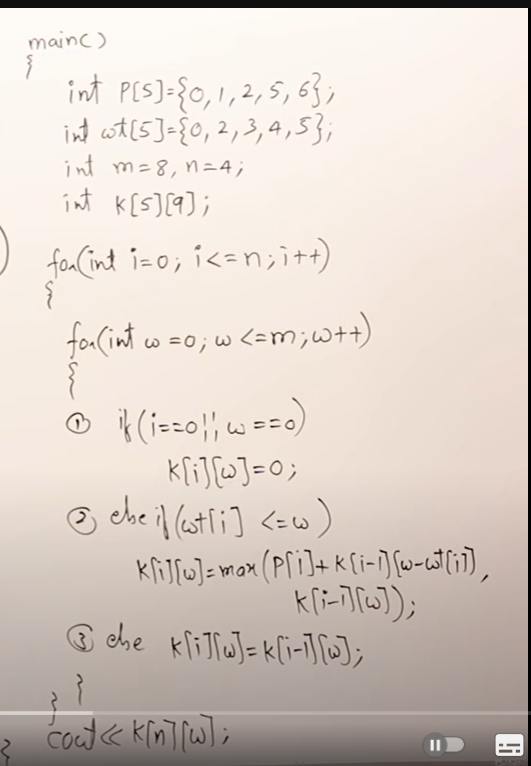 main()
{
int P[5]={0,1,2,5,6};
int wt[5]={0,2,3,4,5};
int m=8, n=4;
int k[5][9];
for(int i=0; i<=n; i++)
{
for(int w=0; w<=m; w++)
{
① if(i==0||w==0)
k[i][w]=0;
② else if(wt[i] <=w)
k[i][w]=max(P[i]+k[i-1][w-wt[i]],
k[i-1][w]);
③ else k[i][w]=k[i-1][w];
}
}
cout<< k[n][w];
}